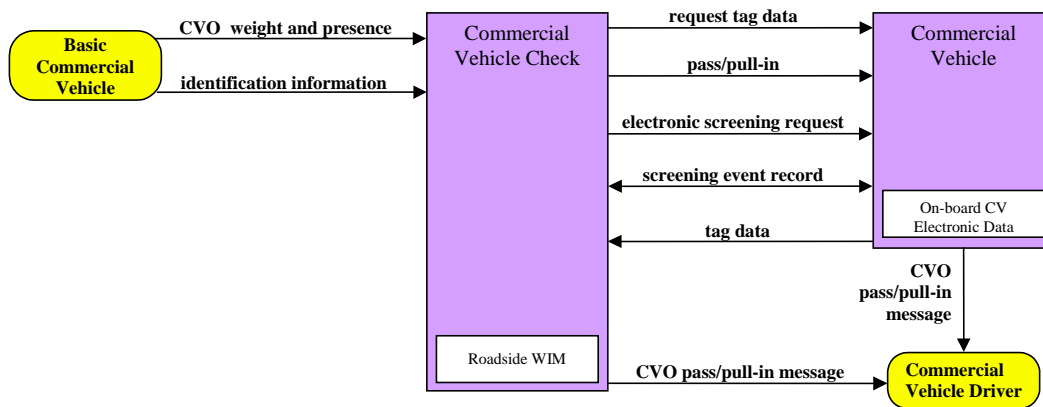 Basic
Commercial
Vehicle
CVO weight and presence
identification information
Commercial
Vehicle Check
Roadside WIM
request tag data
pass/pull-in
electronic screening request
screening event record
tag data
CVO pass/pull-in message
Commercial
Vehicle
On-board CV
Electronic Data
CVO
pass/pull-in
message
Commercial
Vehicle Driver